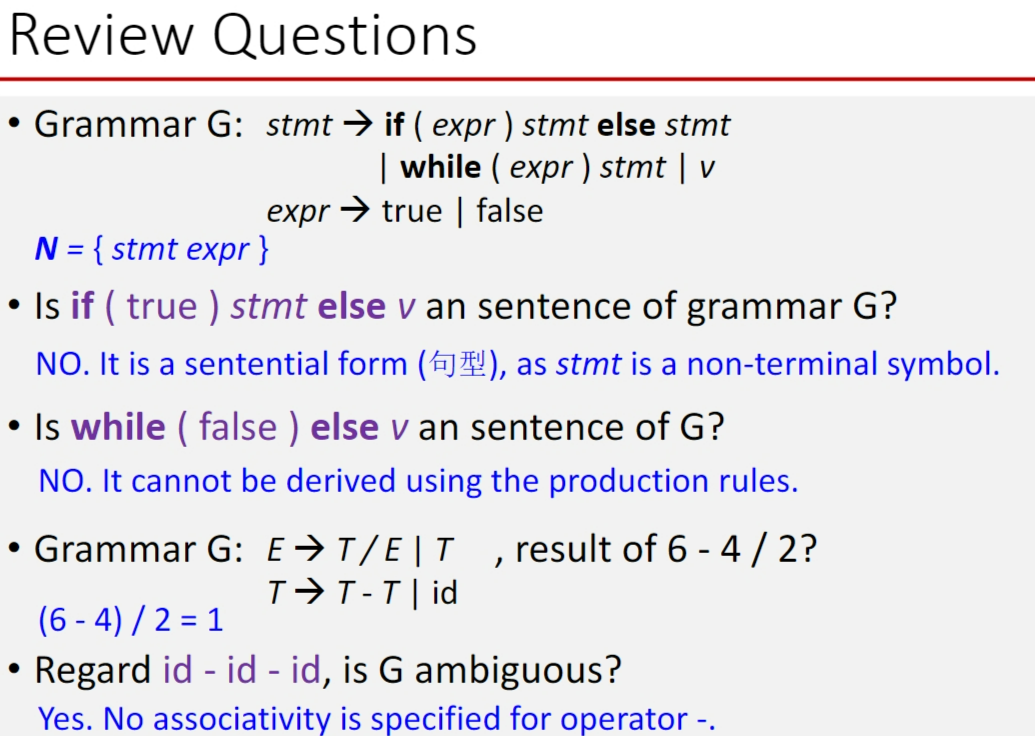 Review Questions
• Grammar G: stmt → if ( expr ) stmt else stmt
| while ( expr ) stmt | v
expr → true | false
N = { stmt expr }
• Is if ( true ) stmt else v an sentence of grammar G?
NO. It is a sentential form (句型), as stmt is a non-terminal symbol.
• Is while ( false ) else v an sentence of G?
NO. It cannot be derived using the production rules.
• Grammar G: E → T / E | T , result of 6 - 4 / 2?
T → T - T | id
(6 - 4) / 2 = 1
• Regard id - id - id, is G ambiguous?
Yes. No associativity is specified for operator -.